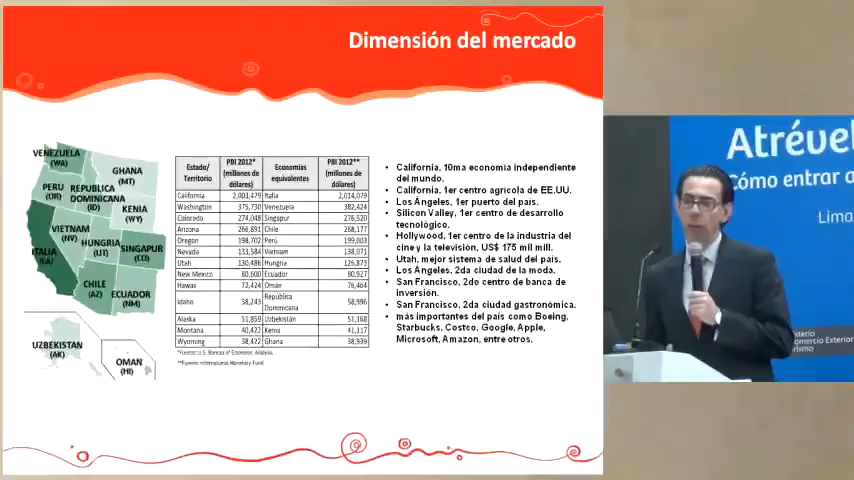 Dimensión del mercado
VENEZUELA
(WA)
GHANA
(MT)
PERU
(OR)
REPUBLICA
DOMINICANA
(ID)
KENIA
(WY)
VIETNAM
(NV)
HUNGRIA
(UT)
SINGAPUR
(CO)
ITALIA
(CA)
CHILE
(AZ)
ECUADOR
(NM)
UZBEKISTÁN
(AK)
OMAN
(HI)
Estado/ Territorio PBI 2012* (millones de dólares) Economías equivalentes PBI 2012** (millones de dólares)
California 2,003,479 Italia 2,014,079
Washington 375,730 Venezuela 382,424
Colorado 274,048 Singapur 276,520
Arizona 266,891 Chile 268,177
Oregon 198,702 Perú 199,003
Nevada 133,584 Vietnam 138,071
Utah 130,486 Hungría 126,873
New Mexico 80,600 Ecuador 80,927
Hawai 72,424 Omán 76,464
Idaho 58,243 República Dominicana 58,996
Alaska 51,859 Uzbekistán 51,168
Montana 40,422 Kenia 41,117
Wyoming 38,422 Ghana 38,939
*Fuente: U.S. Bureau of Economic Analysis.
**Fuente: International Monetary Fund.
• California, 10ma economía independiente
del mundo.
• California, 1er centro agrícola de EE.UU.
• Los Ángeles, 1er puerto del país.
• Silicon Valley, 1er centro de desarrollo
tecnológico.
• Hollywood, 1er centro de la industria del
cine y la televisión, US$ 175 mil mill.
• Utah, mejor sistema de salud del país.
• Los Ángeles, 2da ciudad de la moda.
• San Francisco, 2do centro de banca de
inversión.
• San Francisco, 2da ciudad gastronómica.
• más importantes del país como Boeing,
Starbucks, Costco, Google, Apple,
Microsoft, Amazon, entre otros.
Atrével
Cómo entrar a
Lima
isterio
omercio Exterior
rismo